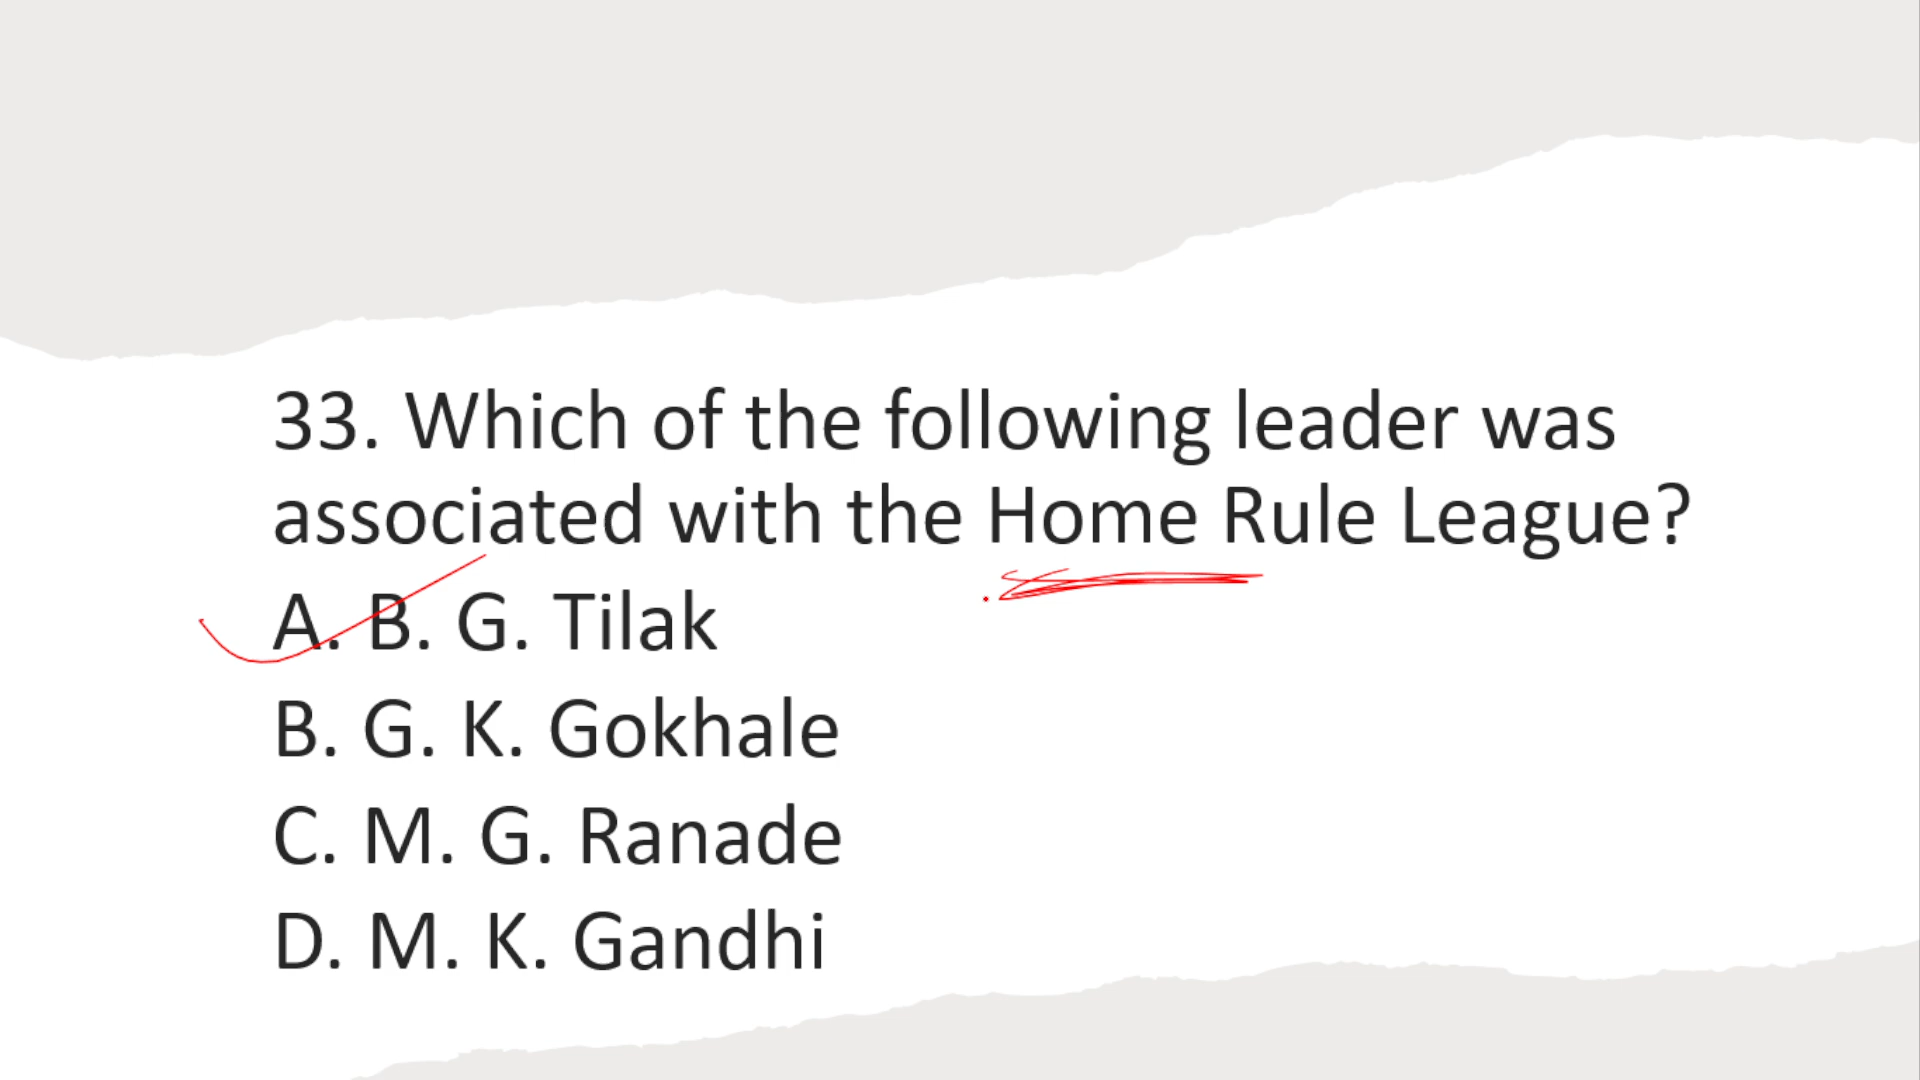 33. Which of the following leader was
associated with the Home Rule League?
A. B. G. Tilak
B. G. K. Gokhale
C. M. G. Ranade
D. M. K. Gandhi